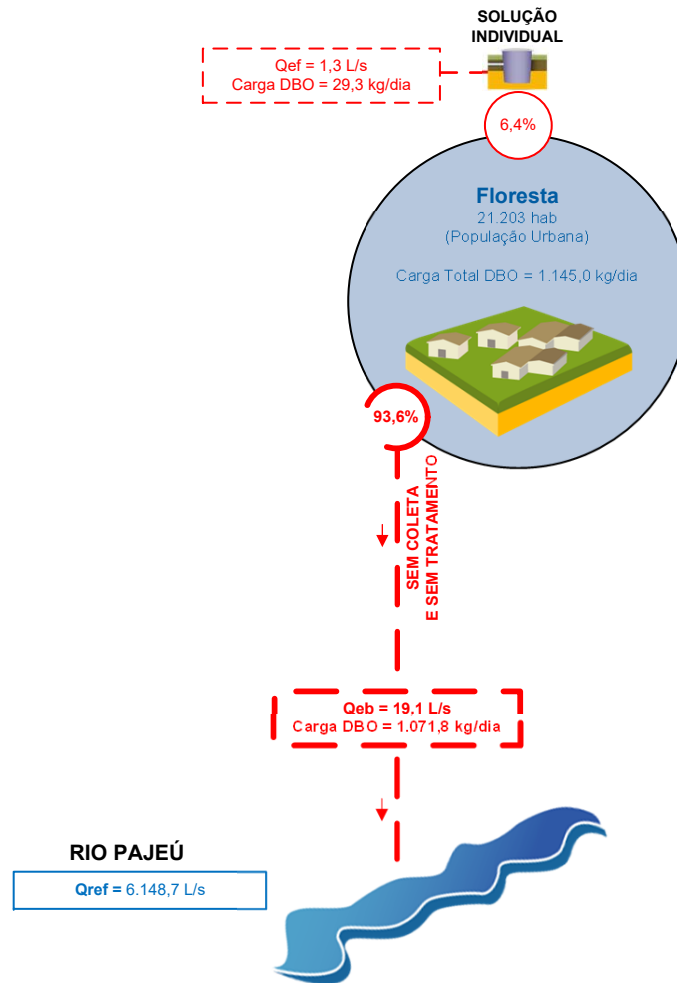 SOLUÇÃO
INDIVIDUAL
Qef = 1,3 L/s
Carga DBO = 29,3 kg/dia
6,4%
Floresta
21.203 hab
(População Urbana)
Carga Total DBO = 1.145,0 kg/dia
93,6%
SEM COLETA
E SEM TRATAMENTO
Qeb = 19,1 L/s
Carga DBO = 1.071,8 kg/dia
RIO PAJEÚ
Qref = 6.148,7 L/s